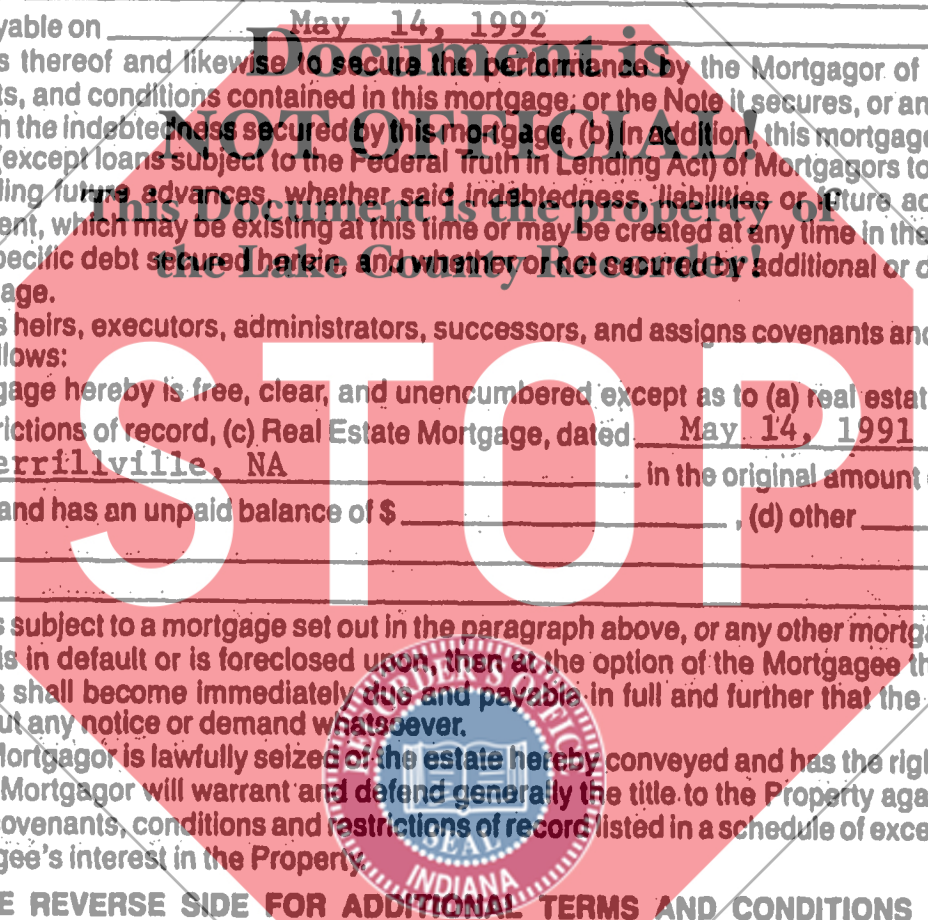 yable on May 14, 1992
Document is
s thereof and likewise to secure the performance by the Mortgagor of
ts, and conditions contained in this mortgage, or the Note it secures, or an
NOT OFFICIAL!
h the indebtedness secured by this mortgage, (b) In addition, this mortgage
(except loans subject to the Federal Truth in Lending Act) of Mortgagors to
ding future advances, whether said indebtedness, liabilities or future ad
This Document is the property of
ent, which may be existing at this time or may be created at any time in the
the Lake County Recorder!
pecific debt secured herein, and whether or not secured by additional or
age.
s heirs, executors, administrators, successors, and assigns covenants and
llows:
STOP
gage hereby is free, clear, and unencumbered except as to (a) real estat
rictions of record, (c) Real Estate Mortgage, dated May 14, 1991
errillville, NA in the original amount
and has an unpaid balance of $ , (d) other
s subject to a mortgage set out in the paragraph above, or any other mortga
is in default or is foreclosed upon, then at the option of the Mortgagee th
s shall become immediately due and payable in full and further that the
ut any notice or demand whatsoever.
RECORDER'S OFFICE
Mortgagor is lawfully seized of the estate hereby conveyed and has the righ
Mortgagor will warrant and defend generally the title to the Property aga
ovenants, conditions and restrictions of record listed in a schedule of exce
SEAL
gee's interest in the Property.
INDIANA
E REVERSE SIDE FOR ADDITIONAL TERMS AND CONDITIONS